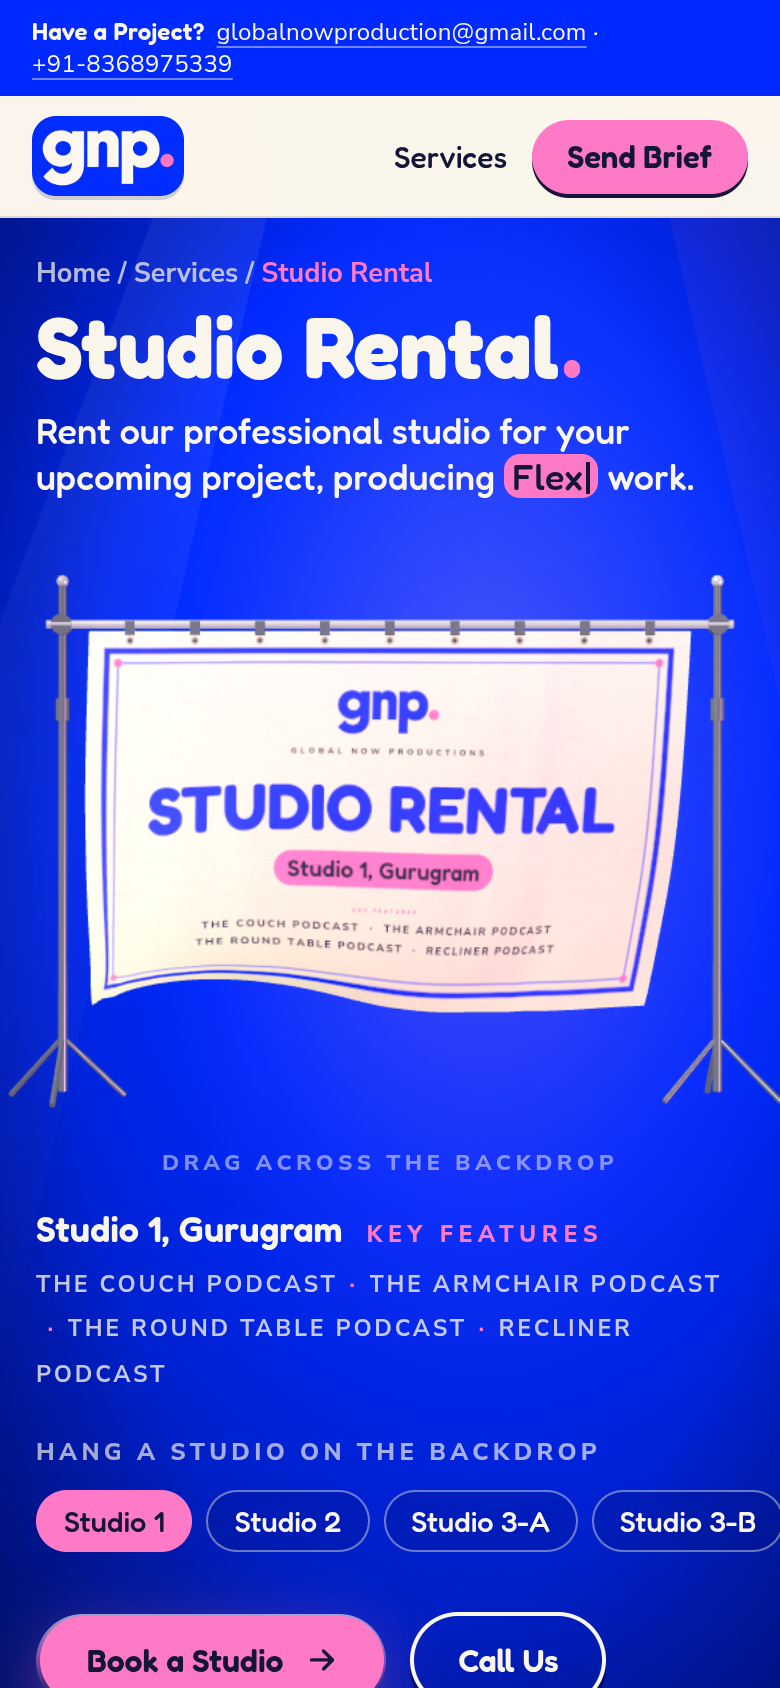 Have a Project? globalnowproduction@gmail.com ·
+91-8368975339
gnp.
Services
Send Brief
Home / Services / Studio Rental
Studio Rental.
Rent our professional studio for your
upcoming project, producing Flex| work.
gnp.
GLOBAL NOW PRODUCTIONS
STUDIO RENTAL
Studio 1, Gurugram
KEY FEATURES
THE COUCH PODCAST · THE ARMCHAIR PODCAST
THE ROUND TABLE PODCAST · RECLINER PODCAST
DRAG ACROSS THE BACKDROP
Studio 1, Gurugram KEY FEATURES
THE COUCH PODCAST · THE ARMCHAIR PODCAST
· THE ROUND TABLE PODCAST · RECLINER
PODCAST
HANG A STUDIO ON THE BACKDROP
Studio 1 Studio 2 Studio 3-A Studio 3-B
Book a Studio → Call Us